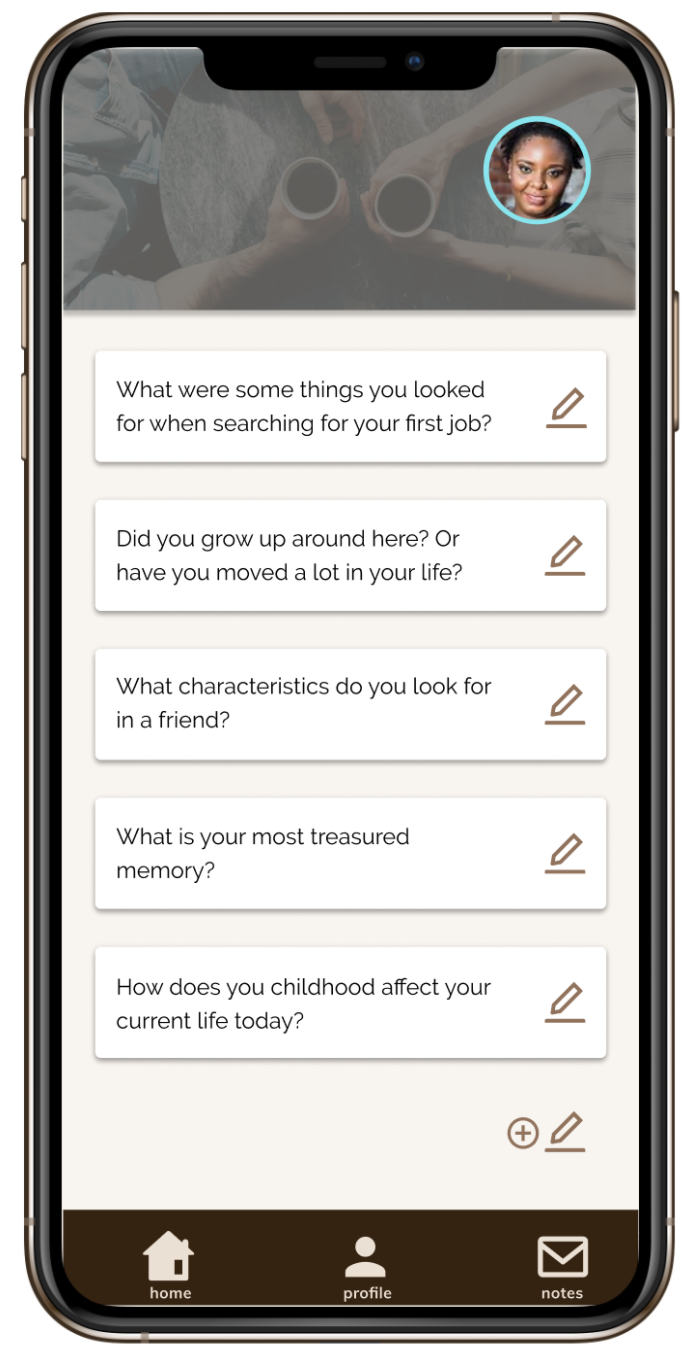 What were some things you looked
for when searching for your first job?
Did you grow up around here? Or
have you moved a lot in your life?
What characteristics do you look for
in a friend?
What is your most treasured
memory?
How does you childhood affect your
current life today?
home
profile
notes